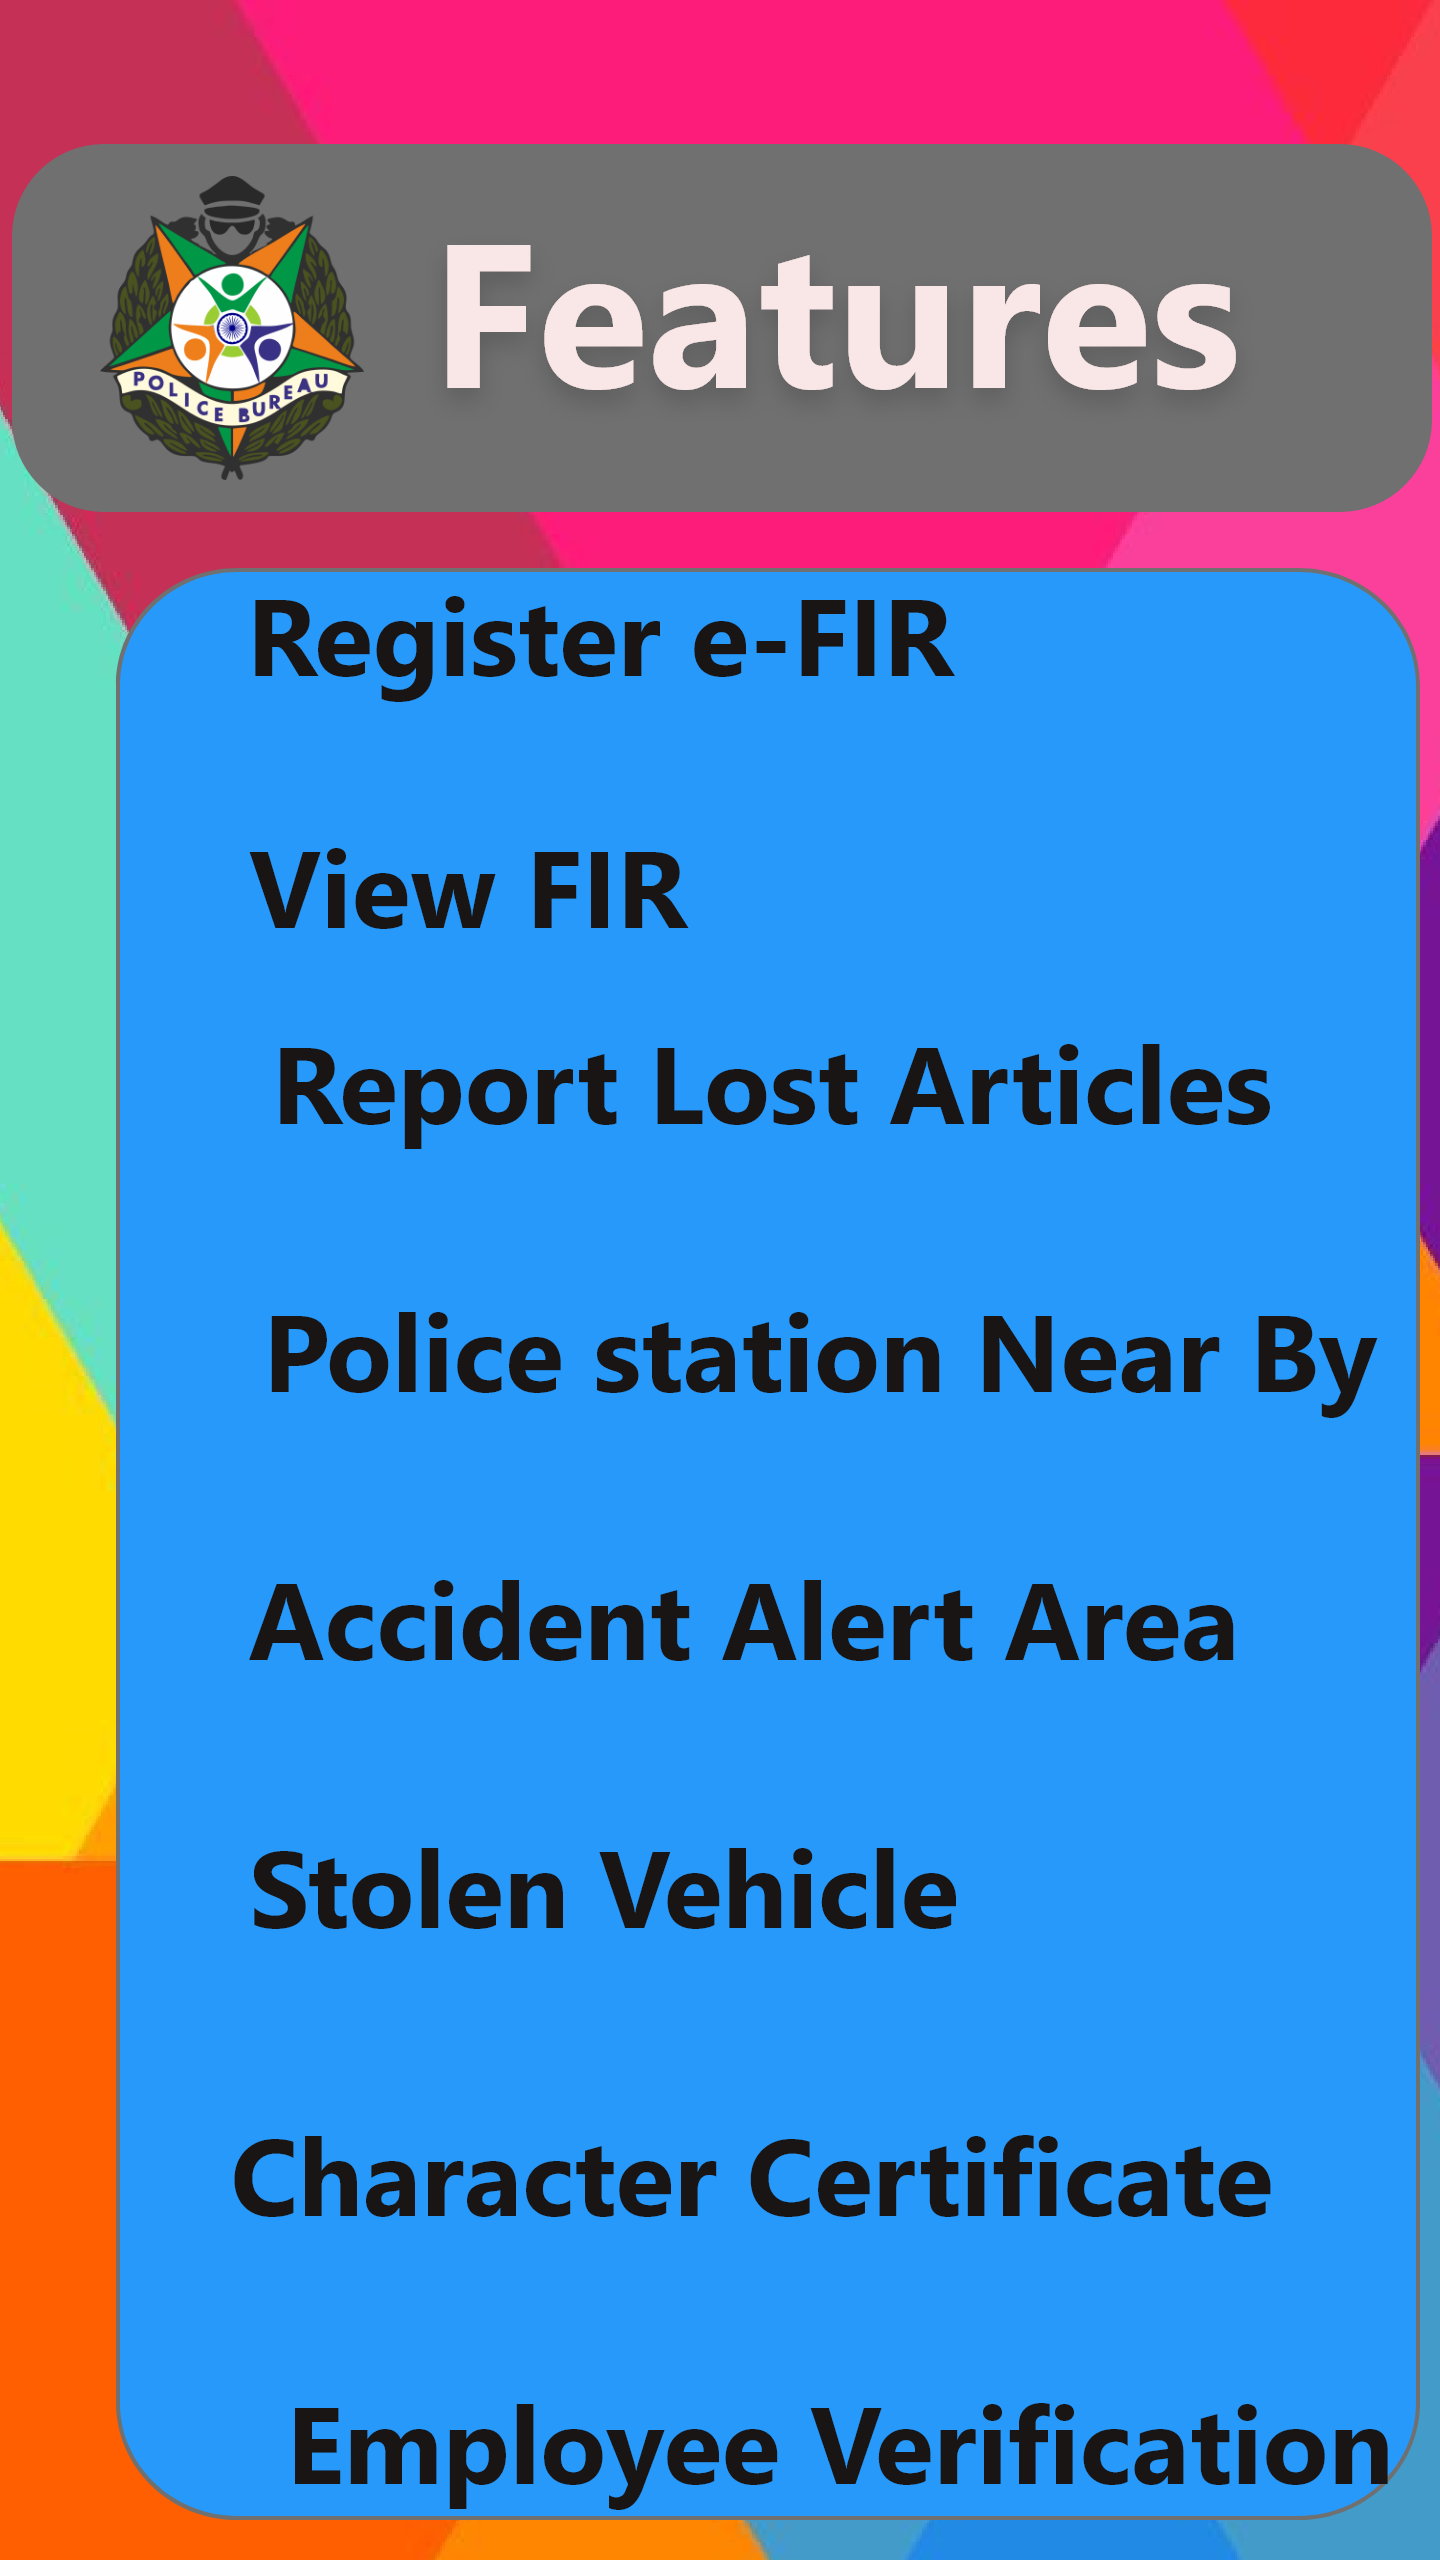 POLICE BUREAU
Features
Register e-FIR
View FIR
Report Lost Articles
Police station Near By
Accident Alert Area
Stolen Vehicle
Character Certificate
Employee Verification